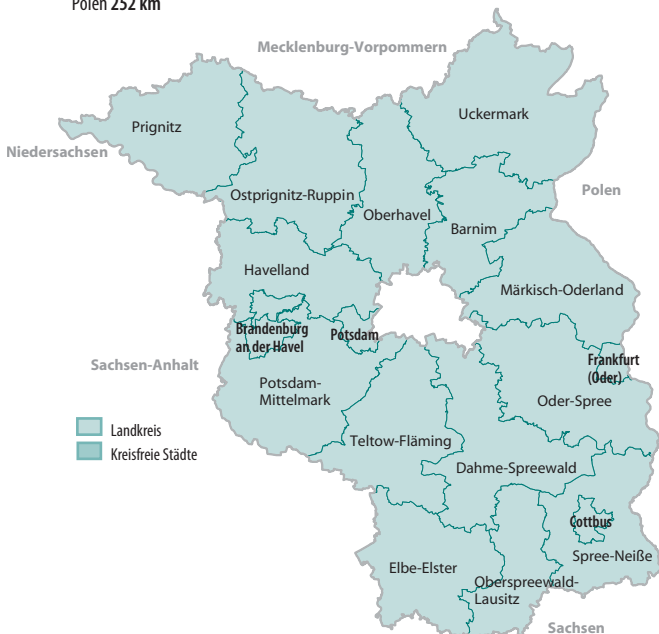 Polen 252 km
Mecklenburg-Vorpommern
Uckermark
Prignitz
Niedersachsen
Polen
Ostprignitz-Ruppin
Oberhavel
Barnim
Havelland
Märkisch-Oderland
Brandenburg
an der Havel
Potsdam
Frankfurt
(Oder)
Sachsen-Anhalt
Potsdam-
Mittelmark
Oder-Spree
Landkreis
Kreisfreie Städte
Teltow-Fläming
Dahme-Spreewald
Cottbus
Spree-Neiße
Elbe-Elster
Oberspreewald-
Lausitz
Sachsen